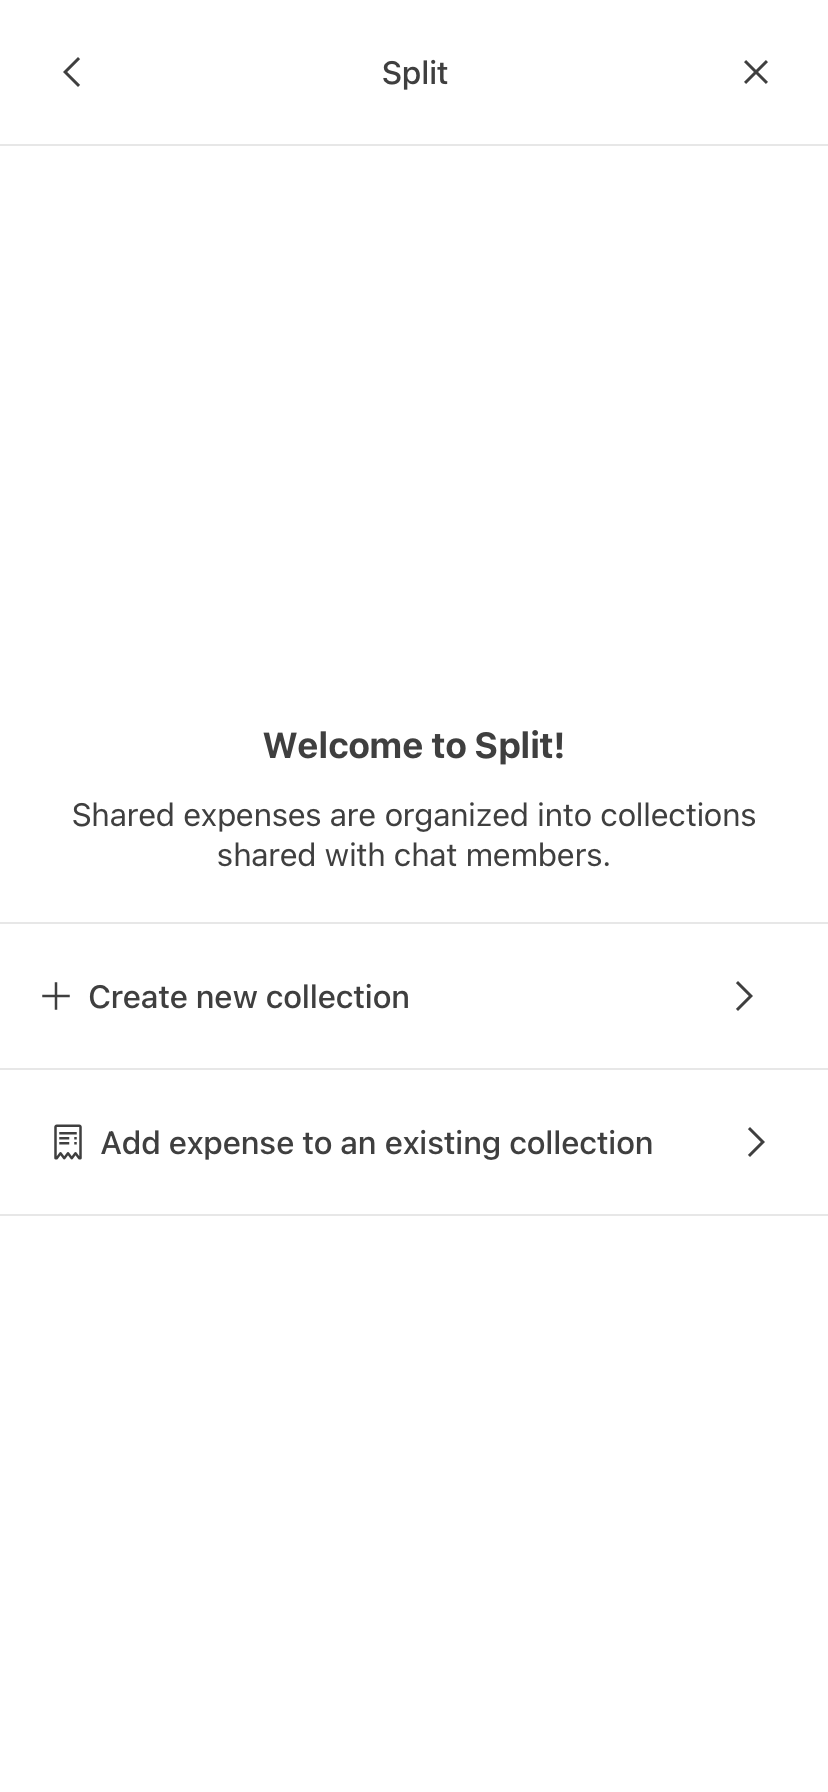 Split
Welcome to Split!
Shared expenses are organized into collections
shared with chat members.
Create new collection
Add expense to an existing collection